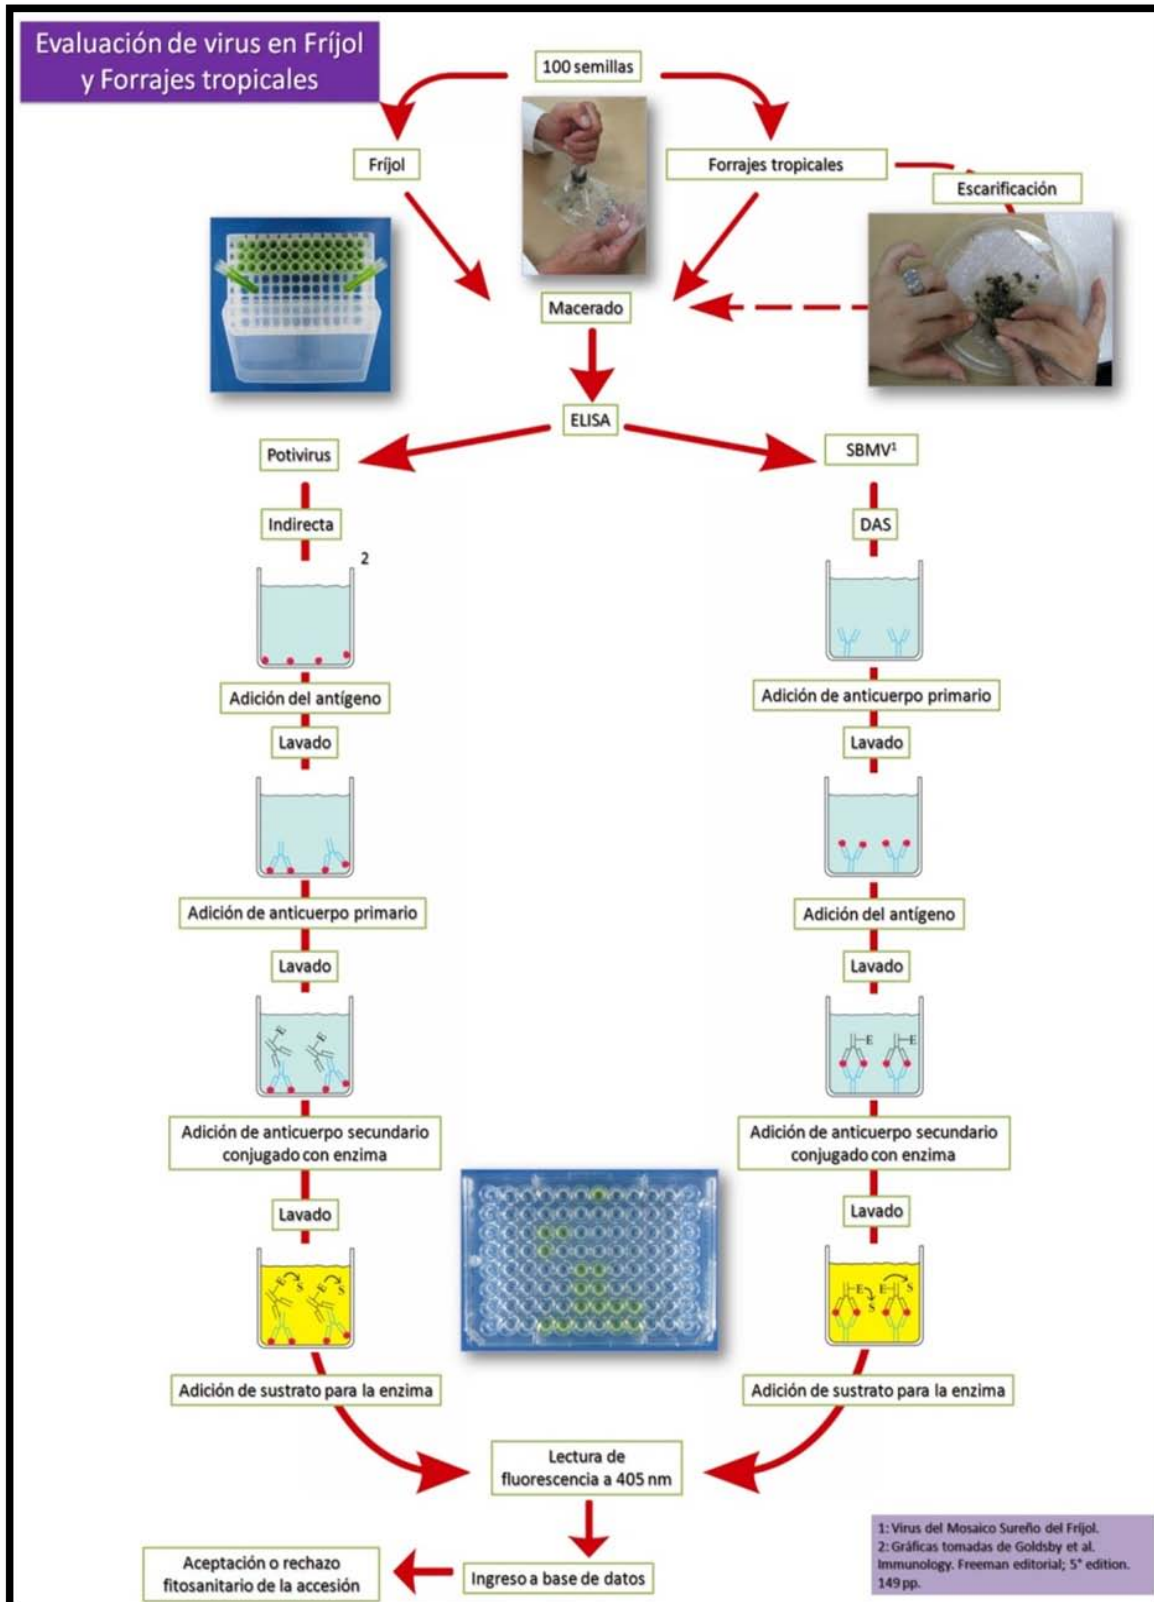 Evaluación de virus en Fríjol
y Forrajes tropicales
100 semillas
Fríjol
Forrajes tropicales
Escarificación
Macerado
ELISA
Potivirus
SBMV¹
Indirecta
DAS
2
Adición del antígeno
Adición de anticuerpo primario
Lavado
Lavado
Adición de anticuerpo primario
Adición del antígeno
Lavado
Lavado
E E
E E
Adición de anticuerpo secundario
conjugado con enzima
Adición de anticuerpo secundario
conjugado con enzima
Lavado
Lavado
E S E S
E S E S
Adición de sustrato para la enzima
Adición de sustrato para la enzima
Lectura de
fluorescencia a 405 nm
Ingreso a base de datos
Aceptación o rechazo
fitosanitario de la accesión
1: Virus del Mosaico Sureño del Fríjol.
2: Gráficas tomadas de Goldsby et al.
Immunology. Freeman editorial; 5° edition.
149 pp.